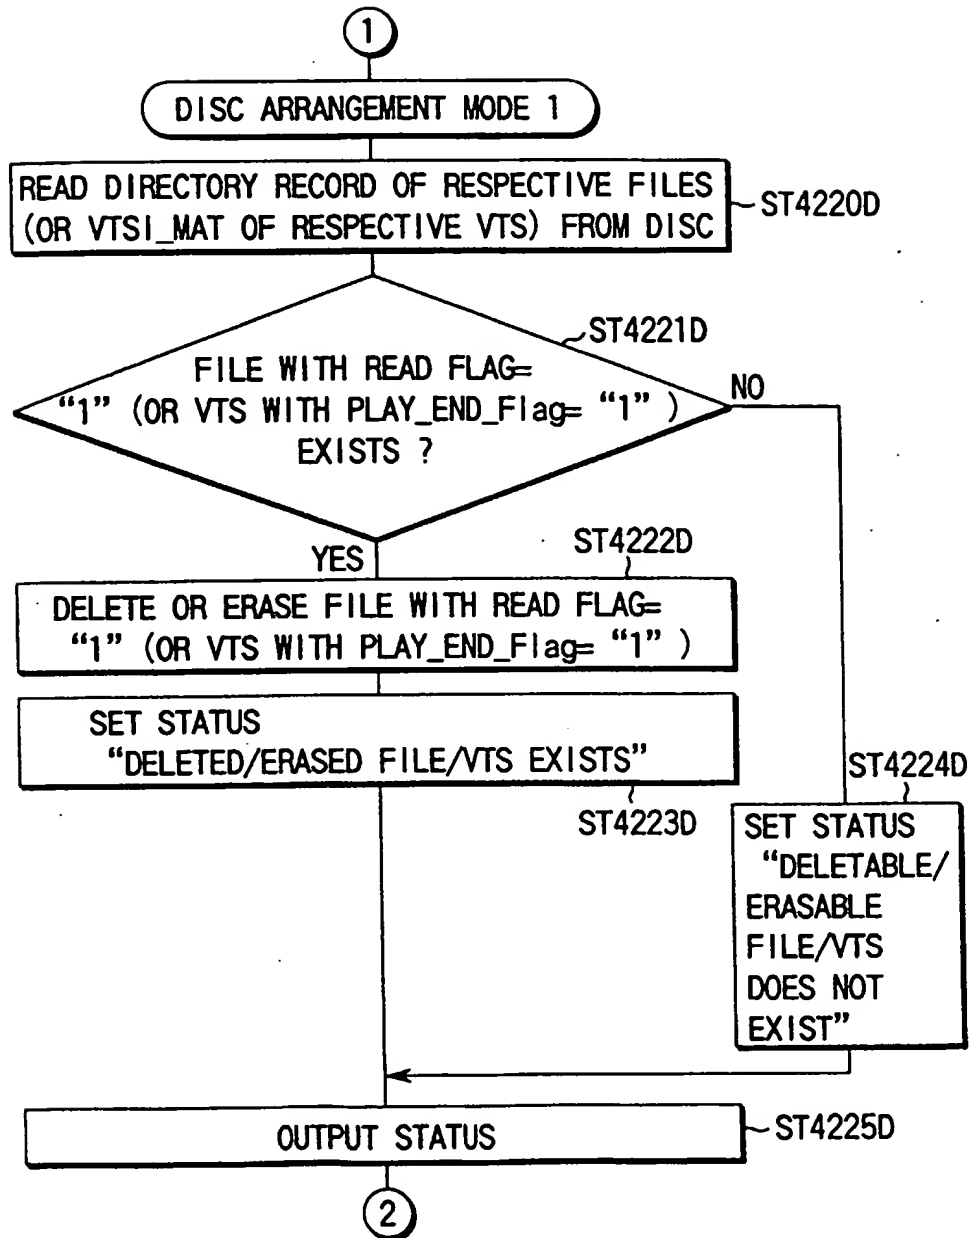 1
DISC ARRANGEMENT MODE 1
READ DIRECTORY RECORD OF RESPECTIVE FILES
(OR VTSI_MAT OF RESPECTIVE VTS) FROM DISC
ST4220D
ST4221D
FILE WITH READ FLAG=
“1” (OR VTS WITH PLAY_END_Flag= “1” )
EXISTS ?
NO
YES
ST4222D
DELETE OR ERASE FILE WITH READ FLAG=
“1” (OR VTS WITH PLAY_END_Flag= “1” )
SET STATUS
“DELETED/ERASED FILE/VTS EXISTS”
ST4223D
ST4224D
SET STATUS
“DELETABLE/
ERASABLE
FILE/VTS
DOES NOT
EXIST”
OUTPUT STATUS
ST4225D
2